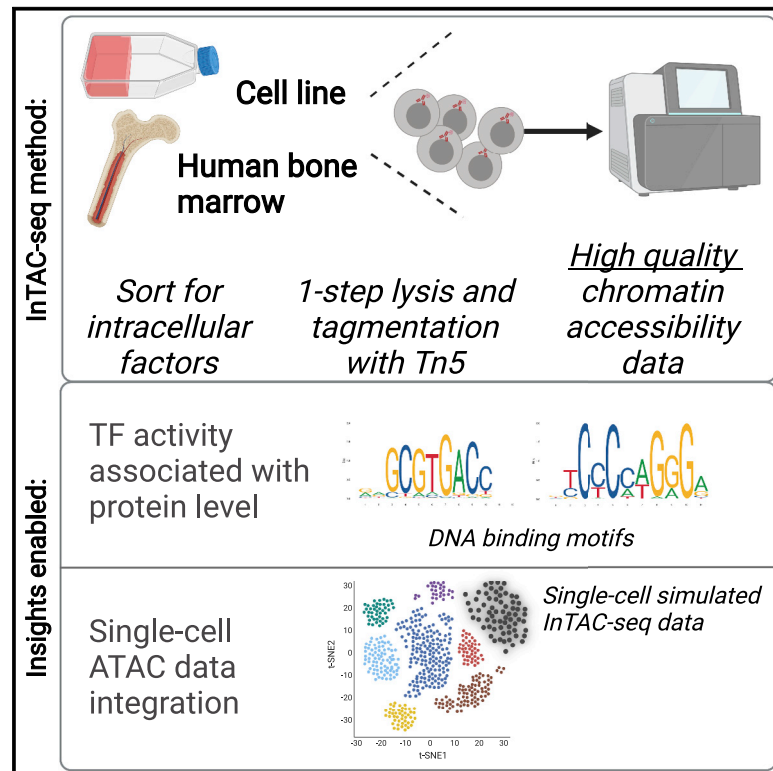 InTAC-seq method:
Cell line
Human bone
marrow
Sort for
intracellular
factors
1-step lysis and
tagmentation
with Tn5
High quality
chromatin
accessibility
data
Insights enabled:
TF activity
associated with
protein level
GCGTGACC
TCCCCAGGGA
DNA binding motifs
Single-cell
ATAC data
integration
Single-cell simulated
InTAC-seq data
t-SNE2
30
20
10
0
-10
-20
-30
-30 -20 -10 0 10 20 30
t-SNE1